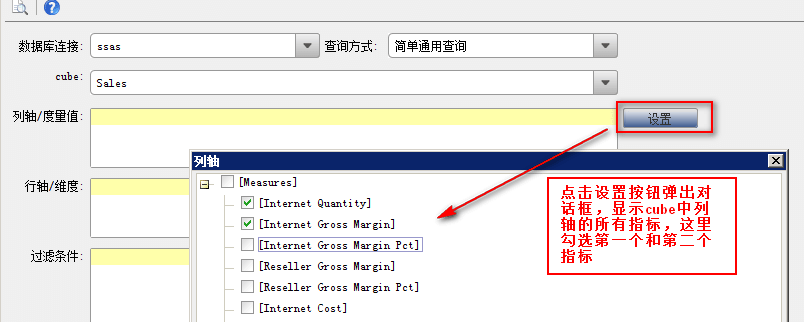 数据库连接: ssas 查询方式: 简单通用查询
cube: Sales
列轴/度量值: 设置
列轴
[Measures]
行轴/维度:
[Internet Quantity]
[Internet Gross Margin]
过滤条件:
[Internet Gross Margin Pct]
[Reseller Gross Margin]
[Reseller Gross Margin Pct]
[Internet Cost]
点击设置按钮弹出对
话框，显示cube中列
轴的所有指标，这里
勾选第一个和第二个
指标